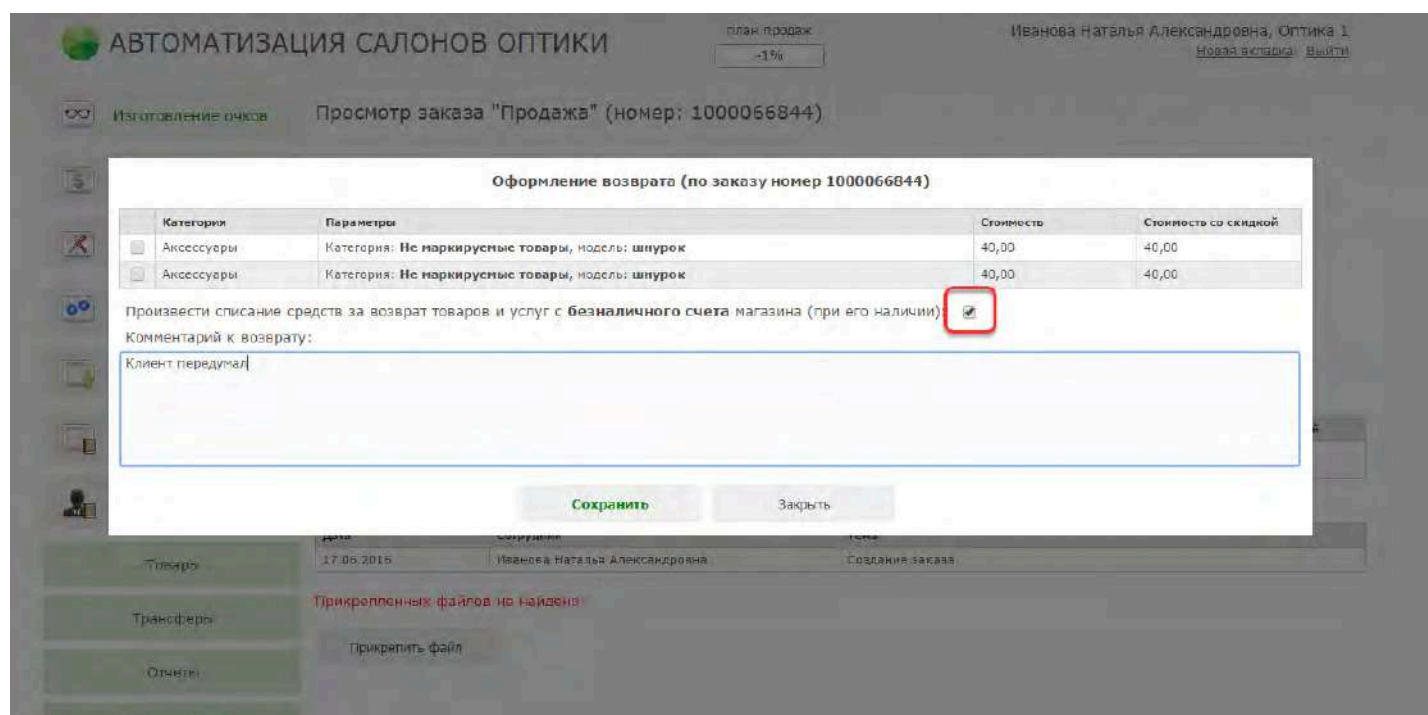 план продаж
АВТОМАТИЗАЦИЯ САЛОНОВ ОПТИКИ
-1%
Иванова Наталья Александровна, Оптика 1
Новая вкладка Выйти
Изготовление очков
Просмотр заказа "Продажа" (номер: 1000066844)
Оформление возврата (по заказу номер 1000066844)
Категория Параметры Стоимость Стоимость со скидкой
Аксессуары Категория: Не маркируемые товары, модель: шнурок 40,00 40,00
Аксессуары Категория: Не маркируемые товары, модель: шнурок 40,00 40,00
Произвести списание средств за возврат товаров и услуг с безналичного счета магазина (при его наличии):
Комментарий к возврату:
Клиент передумал
Сохранить Закрыть
Дата Сотрудник Тема
17.06.2016 Иванова Наталья Александровна Создание заказа
Товары
Прикрепленных файлов не найдено
Трансферы
Прикрепить файл
Отчеты